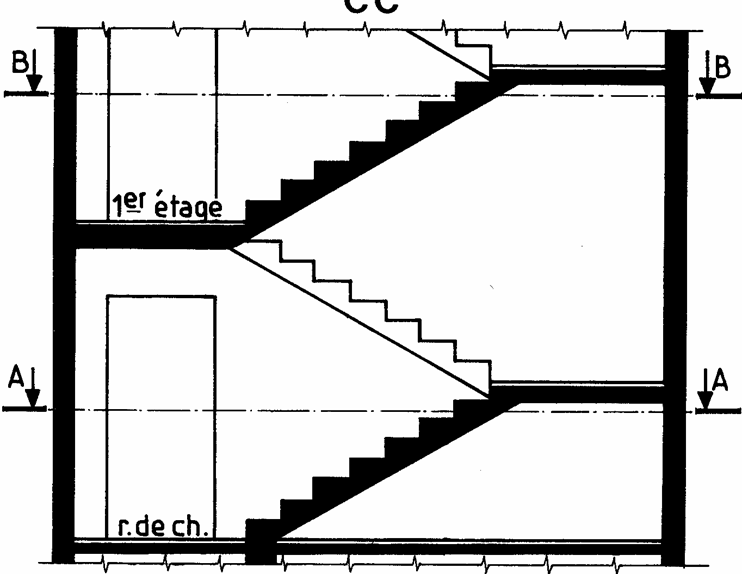 CC
B B
1er étage
A A
r.de ch.